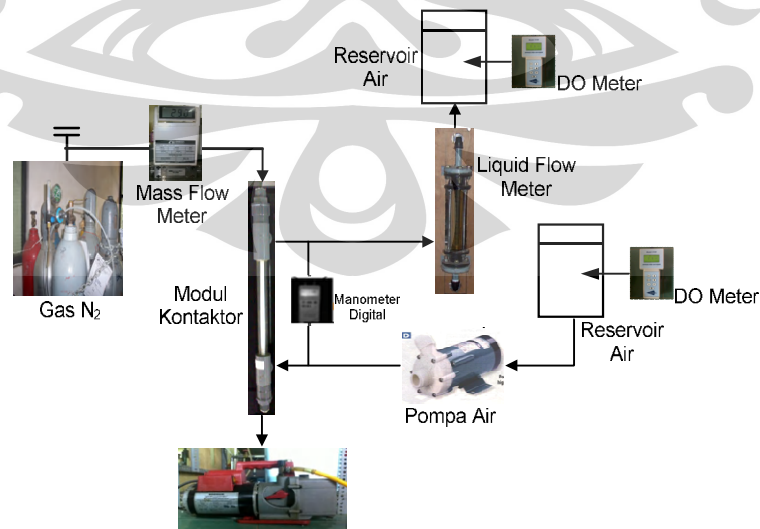 Reservoir
Air
DO Meter
Liquid Flow
Meter
Mass Flow
Meter
Gas N₂
Modul
Kontaktor
Manometer
Digital
DO Meter
Reservoir
Air
Pompa Air